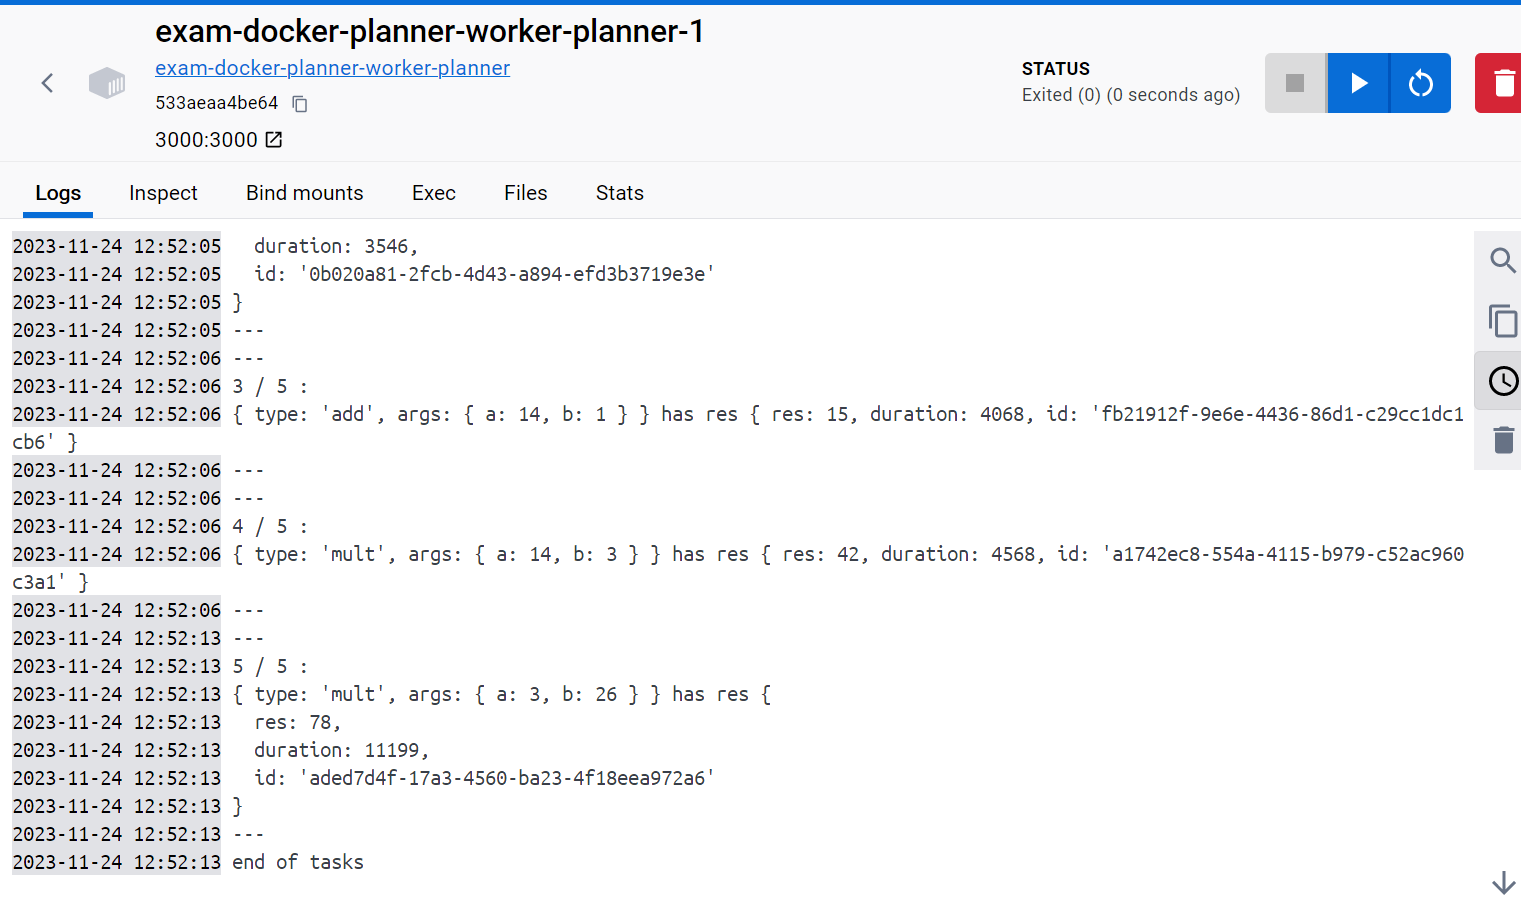 exam-docker-planner-worker-planner-1
exam-docker-planner-worker-planner
533aeaa4be64
3000:3000
STATUS
Exited (0) (0 seconds ago)
Logs Inspect Bind mounts Exec Files Stats
2023-11-24 12:52:05   duration: 3546,
2023-11-24 12:52:05   id: '0b020a81-2fcb-4d43-a894-efd3b3719e3e'
2023-11-24 12:52:05 }
2023-11-24 12:52:05 ---
2023-11-24 12:52:06 ---
2023-11-24 12:52:06 3 / 5 :
2023-11-24 12:52:06 { type: 'add', args: { a: 14, b: 1 } } has res { res: 15, duration: 4068, id: 'fb21912f-9e6e-4436-86d1-c29cc1dc1
cb6' }
2023-11-24 12:52:06 ---
2023-11-24 12:52:06 ---
2023-11-24 12:52:06 4 / 5 :
2023-11-24 12:52:06 { type: 'mult', args: { a: 14, b: 3 } } has res { res: 42, duration: 4568, id: 'a1742ec8-554a-4115-b979-c52ac960
c3a1' }
2023-11-24 12:52:06 ---
2023-11-24 12:52:13 ---
2023-11-24 12:52:13 5 / 5 :
2023-11-24 12:52:13 { type: 'mult', args: { a: 3, b: 26 } } has res {
2023-11-24 12:52:13   res: 78,
2023-11-24 12:52:13   duration: 11199,
2023-11-24 12:52:13   id: 'aded7d4f-17a3-4560-ba23-4f18eea972a6'
2023-11-24 12:52:13 }
2023-11-24 12:52:13 ---
2023-11-24 12:52:13 end of tasks